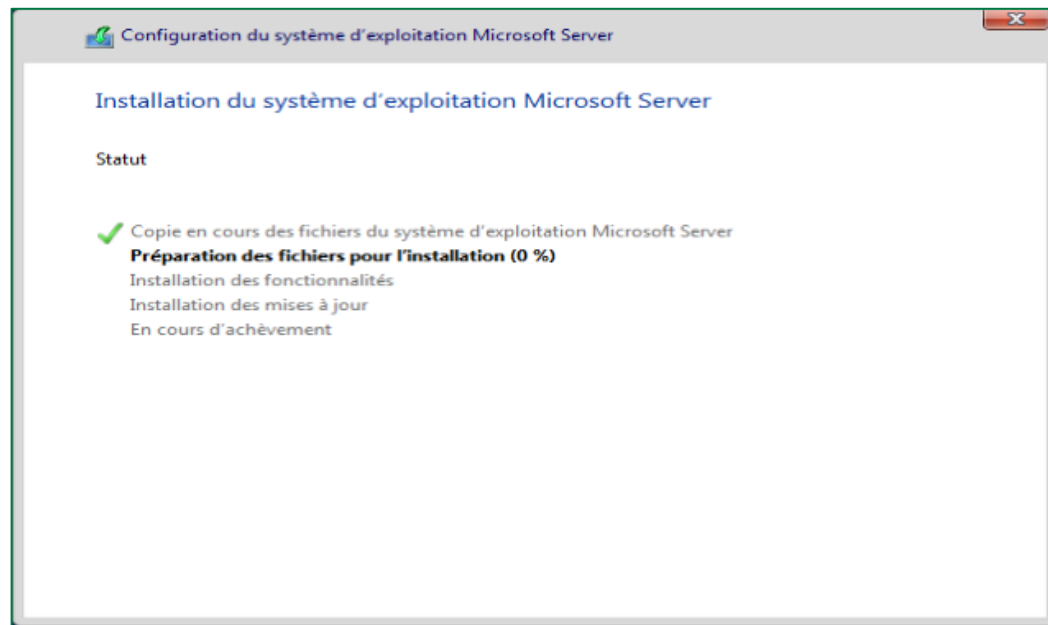 Configuration du système d'exploitation Microsoft Server
Installation du système d'exploitation Microsoft Server
Statut
Copie en cours des fichiers du système d'exploitation Microsoft Server
Préparation des fichiers pour l'installation (0 %)
Installation des fonctionnalités
Installation des mises à jour
En cours d'achèvement